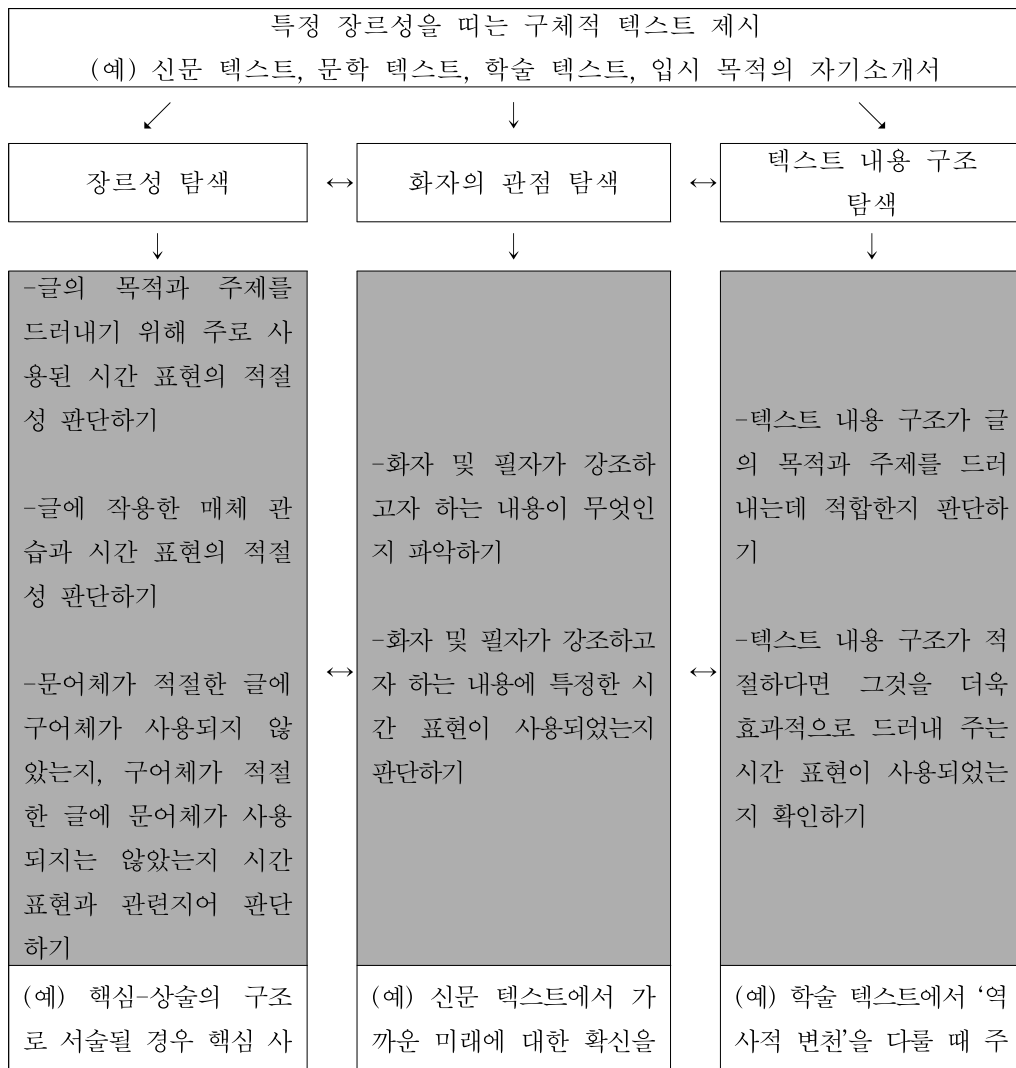 특정 장르성을 띠는 구체적 텍스트 제시
(예) 신문 텍스트, 문학 텍스트, 학술 텍스트, 입시 목적의 자기소개서
↙ ↓ ↘
장르성 탐색
↔
화자의 관점 탐색
↔
텍스트 내용 구조
탐색
↓ ↓ ↓
-글의 목적과 주제를
드러내기 위해 주로 사
용된 시간 표현의 적절
성 판단하기
-글에 작용한 매체 관
습과 시간 표현의 적절
성 판단하기
-문어체가 적절한 글에
구어체가 사용되지 않
았는지, 구어체가 적절
한 글에 문어체가 사용
되지는 않았는지 시간
표현과 관련지어 판단
하기
↔
-화자 및 필자가 강조하
고자 하는 내용이 무엇인
지 파악하기
-화자 및 필자가 강조하고
자 하는 내용에 특정한 시
간 표현이 사용되었는지
판단하기
↔
-텍스트 내용 구조가 글
의 목적과 주제를 드러
내는데 적합한지 판단하
기
-텍스트 내용 구조가 적
절하다면 그것을 더욱
효과적으로 드러내 주는
시간 표현이 사용되었는
지 확인하기
(예) 핵심-상술의 구조
로 서술될 경우 핵심 사
(예) 신문 텍스트에서 가
까운 미래에 대한 확신을
(예) 학술 텍스트에서 ‘역
사적 변천’을 다룰 때 주